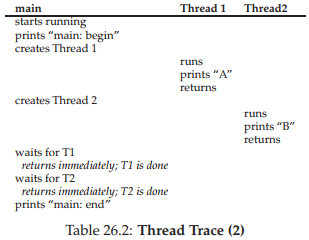 main Thread 1 Thread2
starts running
prints “main: begin”
creates Thread 1
runs
prints “A”
returns
creates Thread 2
runs
prints “B”
returns
waits for T1
returns immediately; T1 is done
waits for T2
returns immediately; T2 is done
prints “main: end”
Table 26.2: Thread Trace (2)